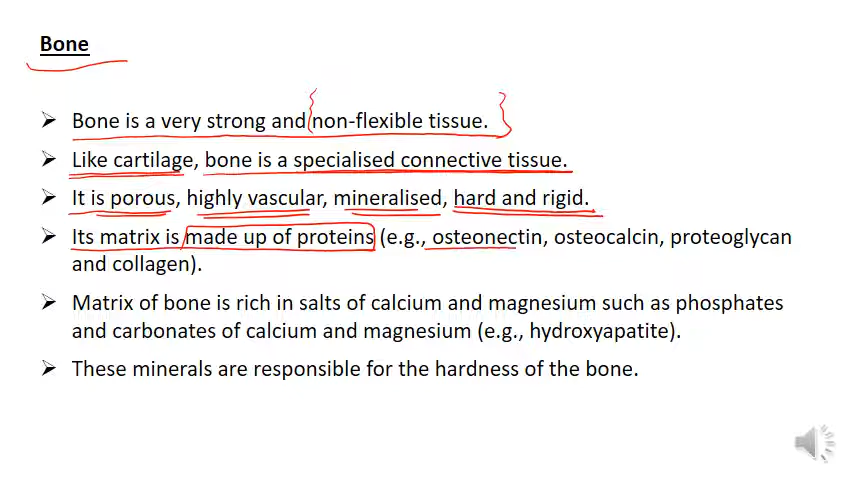 Bone
➢ Bone is a very strong and non-flexible tissue.
➢ Like cartilage, bone is a specialised connective tissue.
➢ It is porous, highly vascular, mineralised, hard and rigid.
➢ Its matrix is made up of proteins (e.g., osteonectin, osteocalcin, proteoglycan
and collagen).
➢ Matrix of bone is rich in salts of calcium and magnesium such as phosphates
and carbonates of calcium and magnesium (e.g., hydroxyapatite).
➢ These minerals are responsible for the hardness of the bone.